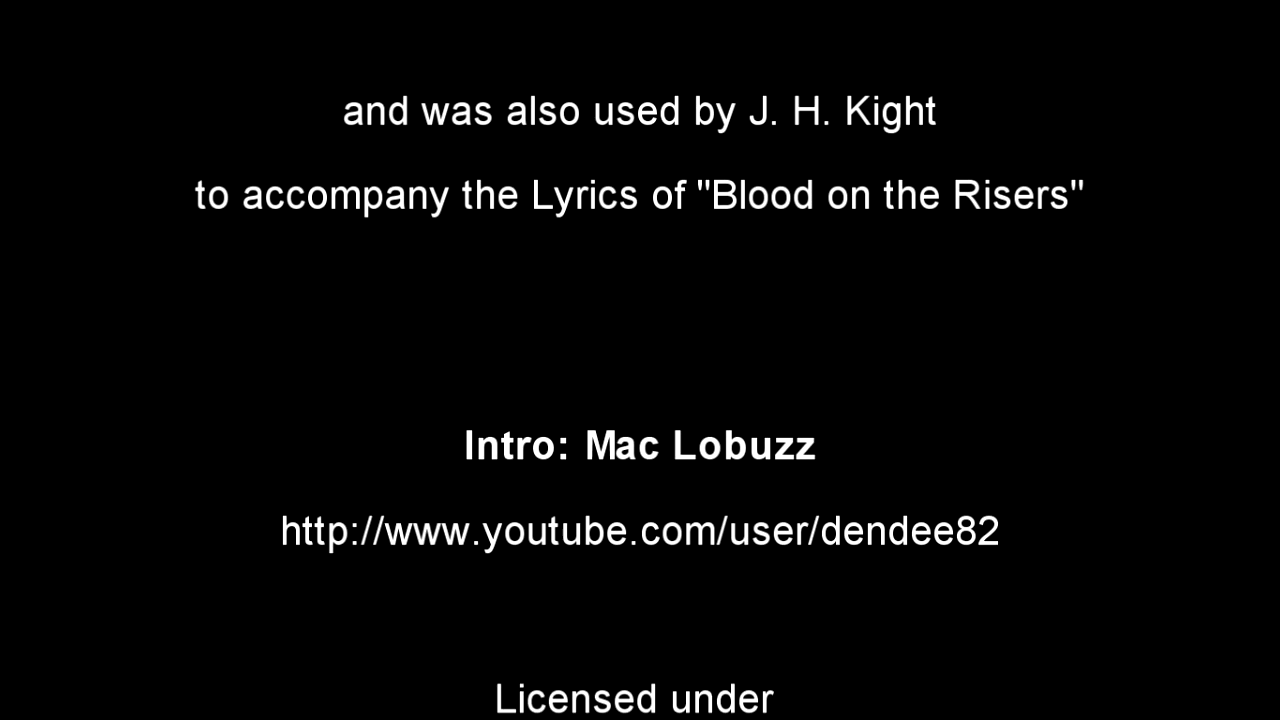 and was also used by J. H. Kight
to accompany the Lyrics of "Blood on the Risers"
Intro: Mac Lobuzz
http://www.youtube.com/user/dendee82
Licensed under